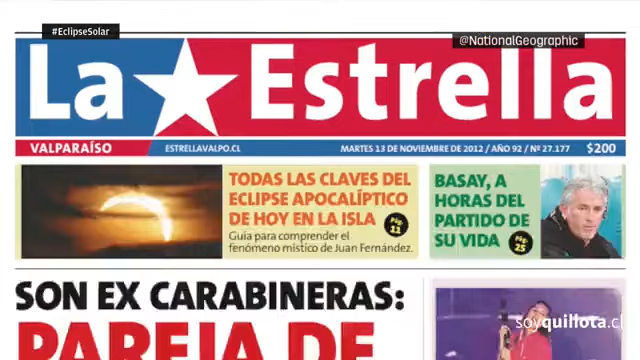 #EclipseSolar
@NationalGeographic
La Estrella
VALPARAÍSO
ESTRELLAVALPO.CL
MARTES 13 DE NOVIEMBRE DE 2012 / AÑO 92 / Nº 27.177
$200
TODAS LAS CLAVES DEL
ECLIPSE APOCALÍPTICO
DE HOY EN LA ISLA
Pág.
11
Guía para comprender el
fenómeno místico de Juan Fernández.
BASAY, A
HORAS DEL
PARTIDO DE
SU VIDA
Pág.
25
SON EX CARABINERAS:
PAREJA DE
soyquillota.cl